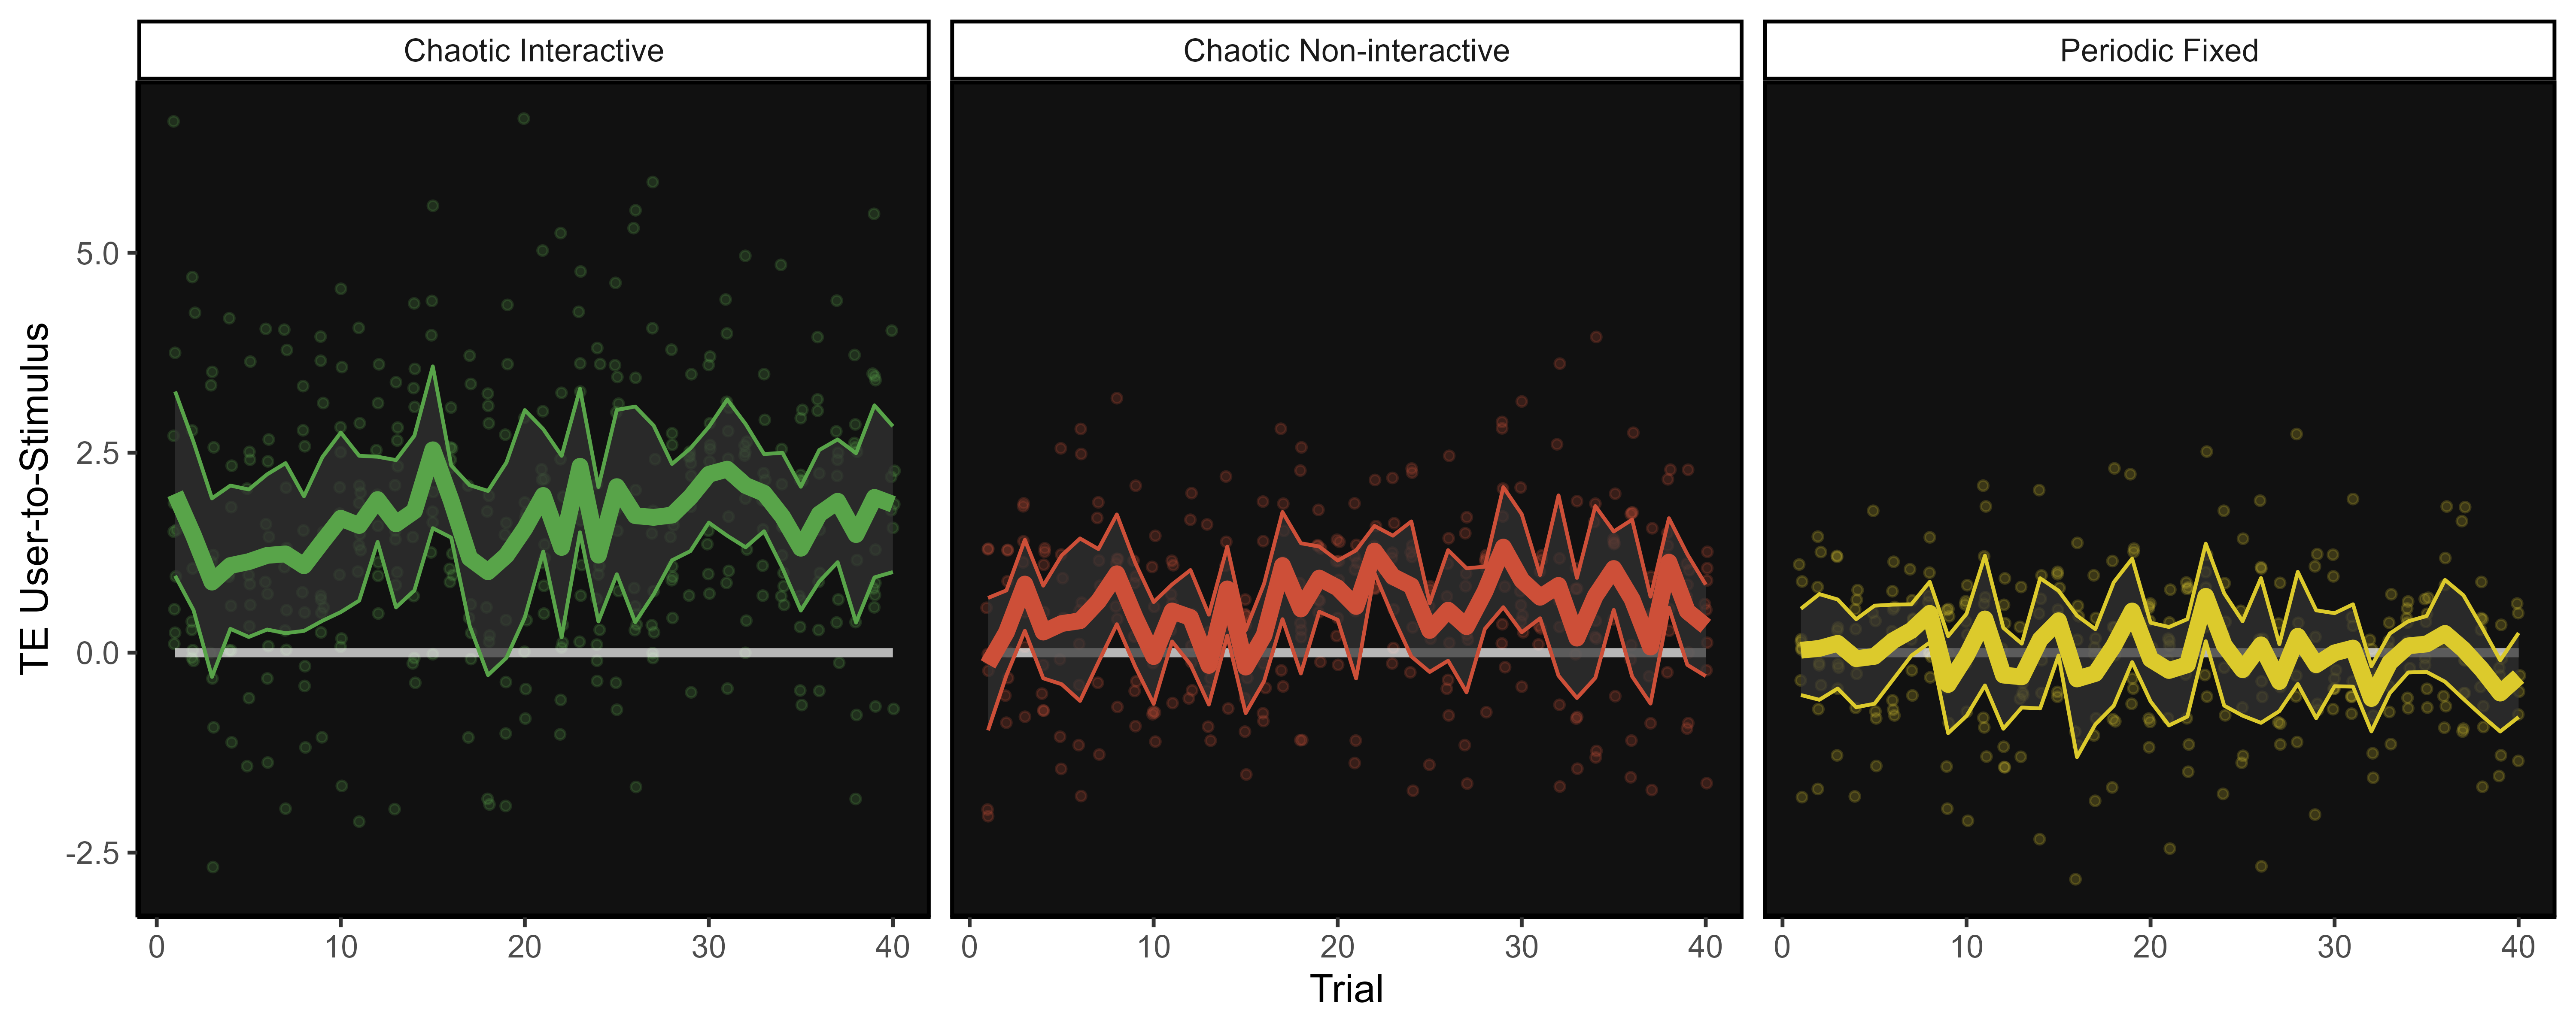 Chaotic Interactive
Chaotic Non-interactive
Periodic Fixed
TE User-to-Stimulus
5.0
2.5
0.0
-2.5
0 10 20 30 40
0 10 20 30 40
0 10 20 30 40
Trial